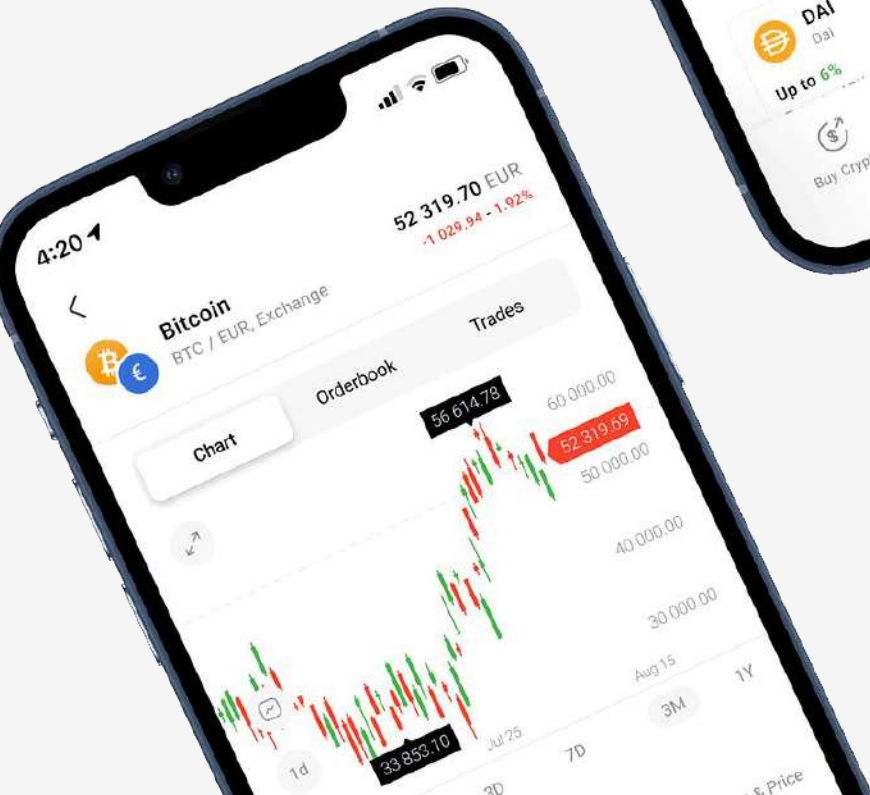 4:20
52 319.70 EUR
-1 029.94 - 1.92%
Bitcoin
BTC / EUR, Exchange
Chart
Orderbook
Trades
56 614.78
60 000.00
52 319.69
50 000.00
40 000.00
30 000.00
33 853.10
Jul 25
Aug 15
1d
3D
7D
3M
1Y
& Price
DAI
Dai
Up to 6%
Buy